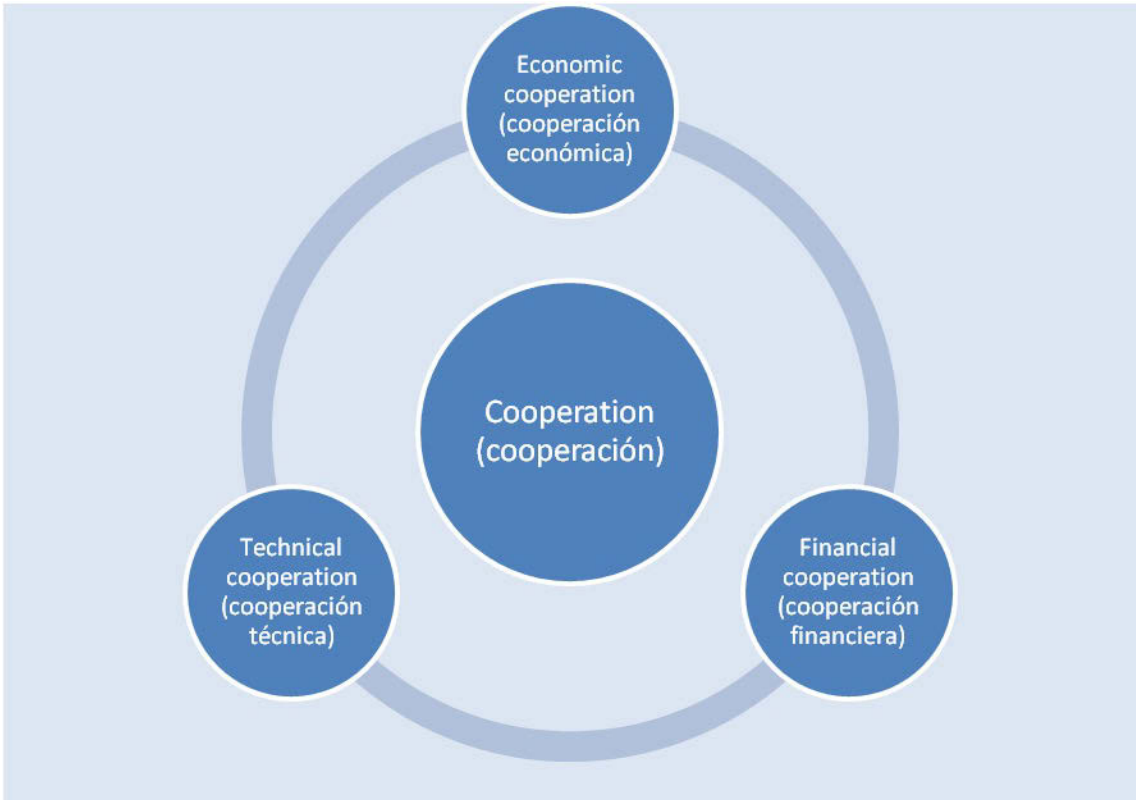 Economic
cooperation
(cooperación
económica)
Cooperation
(cooperación)
Technical
cooperation
(cooperación
técnica)
Financial
cooperation
(cooperación
financiera)